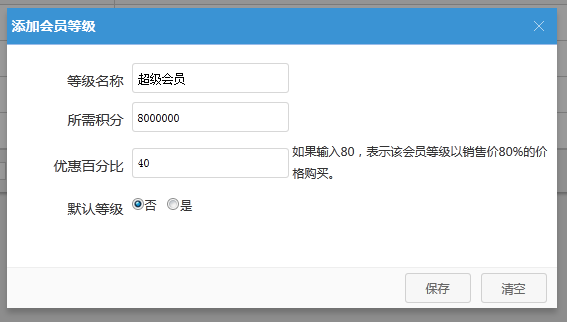 添加会员等级
等级名称 超级会员
所需积分 8000000
优惠百分比 40 如果输入80，表示该会员等级以销售价80%的价
格购买。
默认等级 否 是
保存 清空